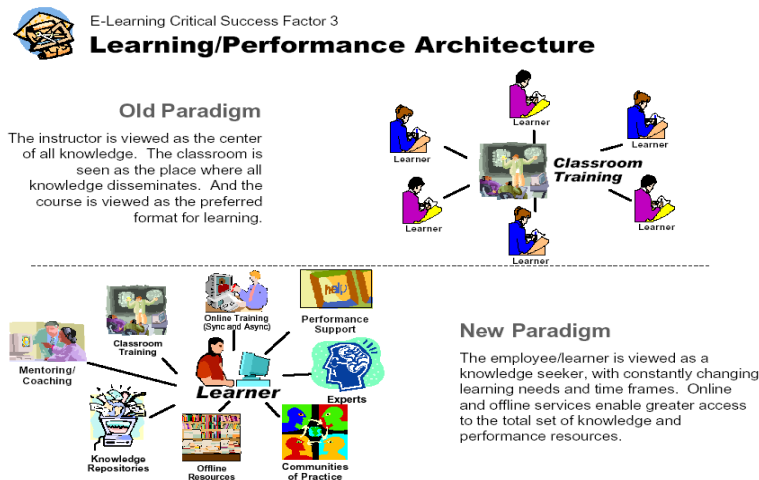 E-Learning Critical Success Factor 3
Learning/Performance Architecture
Old Paradigm
The instructor is viewed as the center
of all knowledge.  The classroom is
seen as the place where all
knowledge disseminates.  And the
course is viewed as the preferred
format for learning.
Learner
Learner
Learner
Classroom
Training
Learner
Learner
Learner
Mentoring/
Coaching
Classroom
Training
Online Training
(Sync and Async)
help
Performance
Support
Learner
Experts
Knowledge
Repositories
Offline
Resources
Communities
of Practice
New Paradigm
The employee/learner is viewed as a
knowledge seeker, with constantly changing
learning needs and time frames.  Online
and offline services enable greater access
to the total set of knowledge and
performance resources.